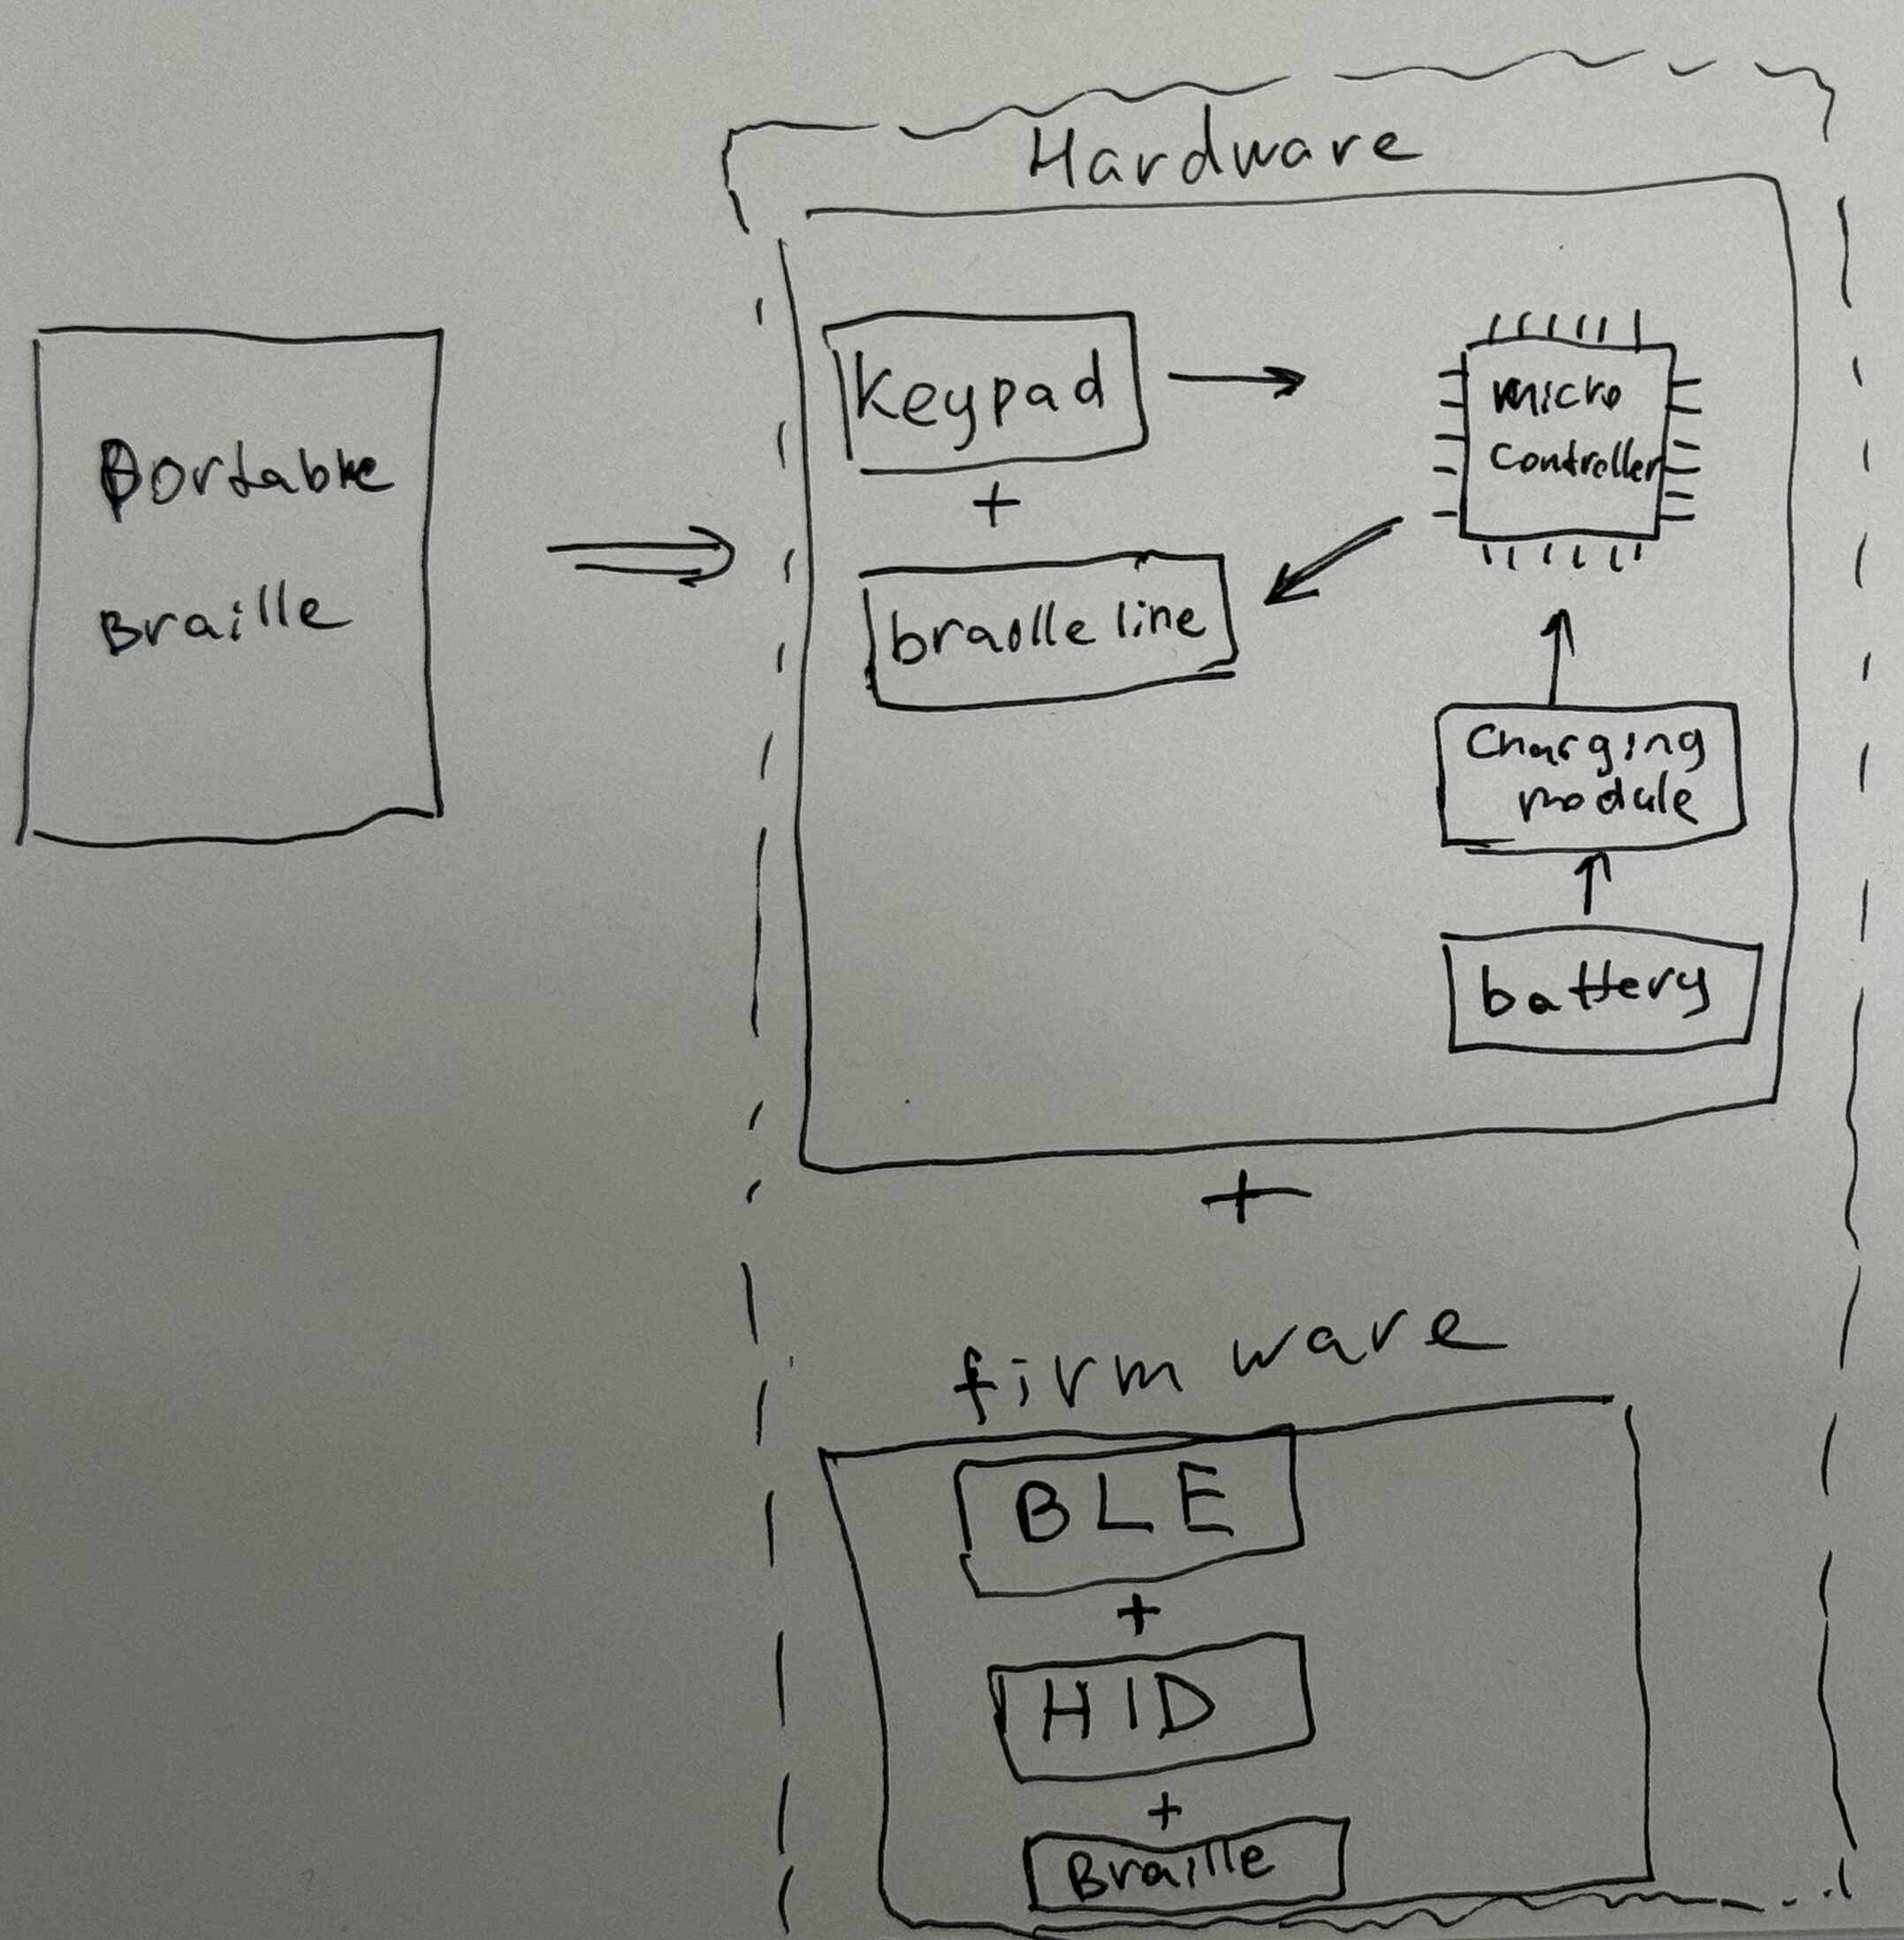 Portable
Braille
Hardware
Keypad
+
braille line
micro
controller
Charging
module
battery
+
firmware
BLE
+
HID
+
Braille